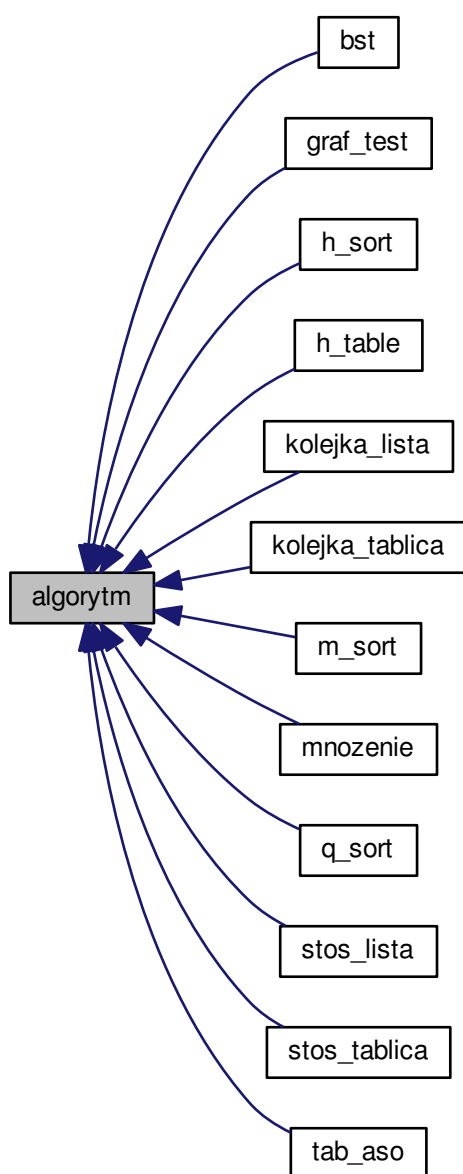 bst
graf_test
h_sort
h_table
kolejka_lista
kolejka_tablica
algorytm
m_sort
mnozenie
q_sort
stos_lista
stos_tablica
tab_aso